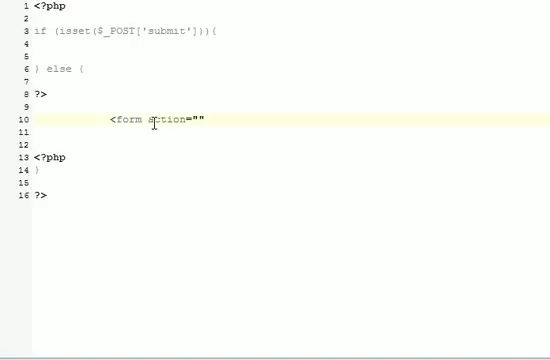 1 <?php
2
3 if (isset($_POST['submit'])){
4
5
6 } else {
7
8 ?>
9
10 <form action=""
11
12
13 <?php
14 }
15
16 ?>